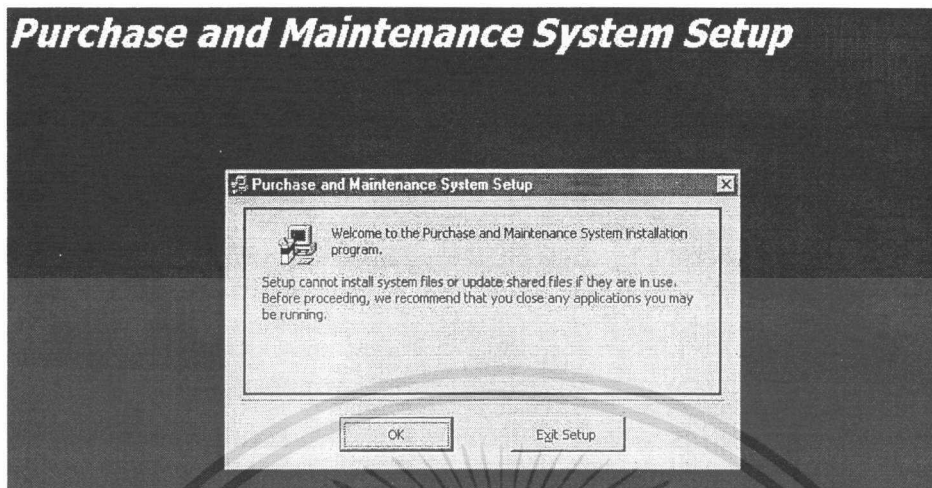 Purchase and Maintenance System Setup
Purchase and Maintenance System Setup
Welcome to the Purchase and Maintenance System installation
program.
Setup cannot install system files or update shared files if they are in use.
Before proceeding, we recommend that you close any applications you may
be running.
OK
Exit Setup